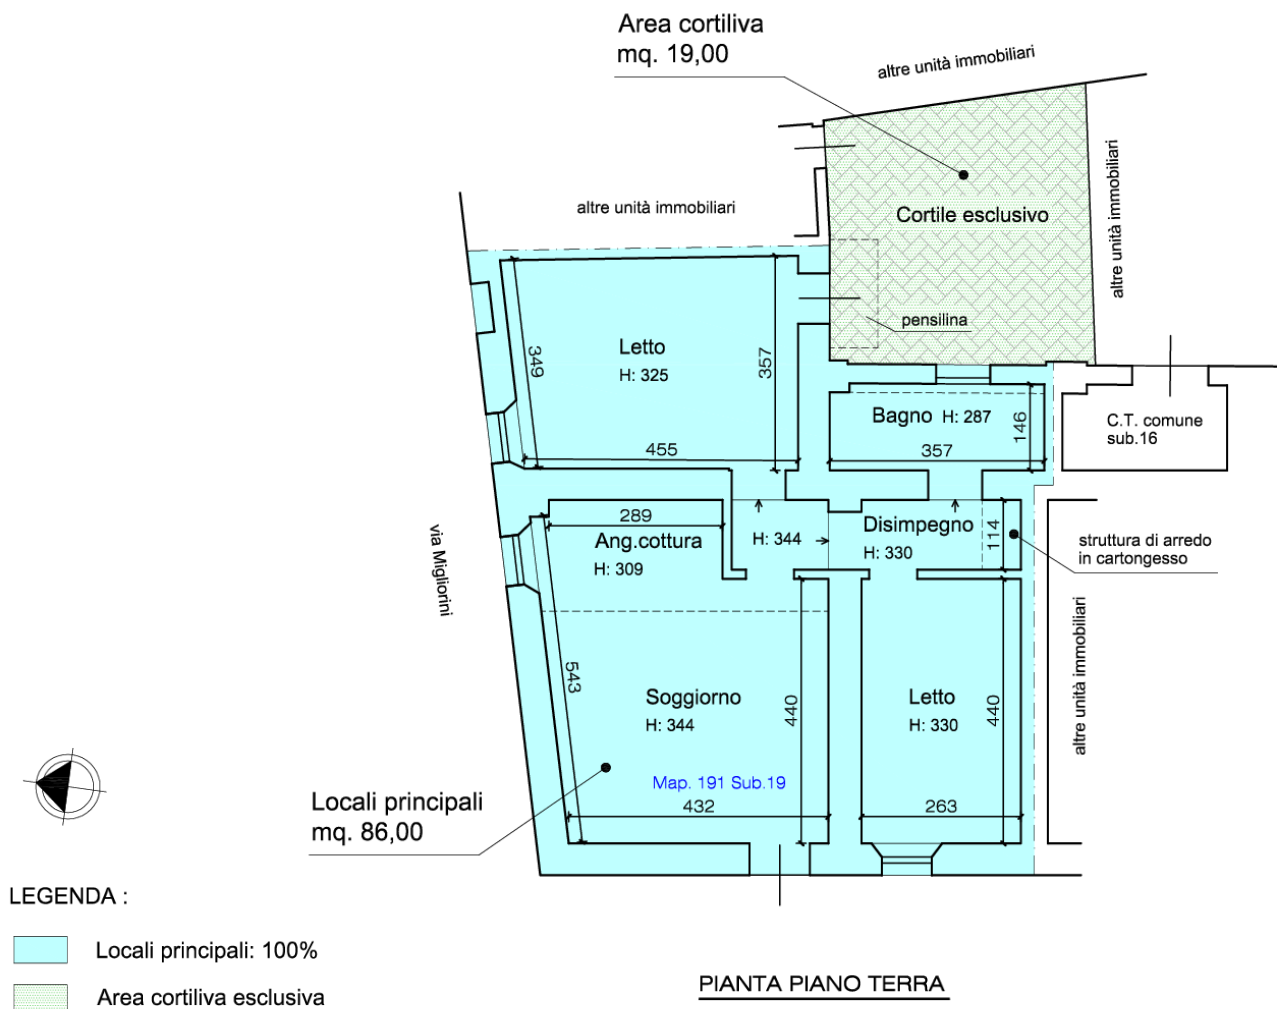 Area cortiliva
mq. 19,00
altre unità immobiliari
altre unità immobiliari
altre unità immobiliari
Cortile esclusivo
pensilina
Letto
H: 325
349
357
455
Bagno H: 287
146
357
C.T. comune
sub.16
289
Ang.cottura
H: 309
H: 344
Disimpegno
H: 330
114
struttura di arredo
in cartongesso
via Migliorini
altre unità immobiliari
543
Soggiorno
H: 344
440
Letto
H: 330
440
Map. 191 Sub.19
432
263
Locali principali
mq. 86,00
LEGENDA :
Locali principali: 100%
Area cortiliva esclusiva
PIANTA PIANO TERRA